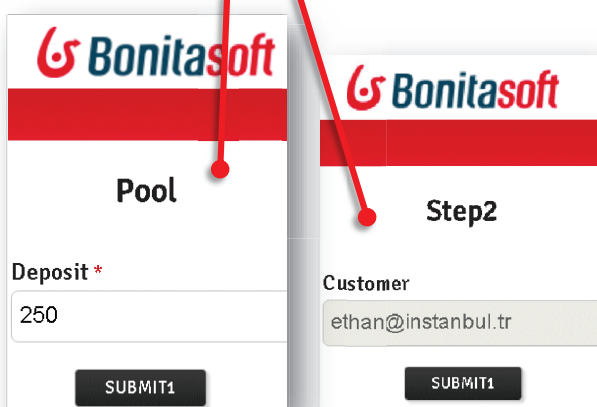 Bonitasoft
Pool
Deposit *
250
SUBMIT1
Bonitasoft
Step2
Customer
ethan@instanbul.tr
SUBMIT1